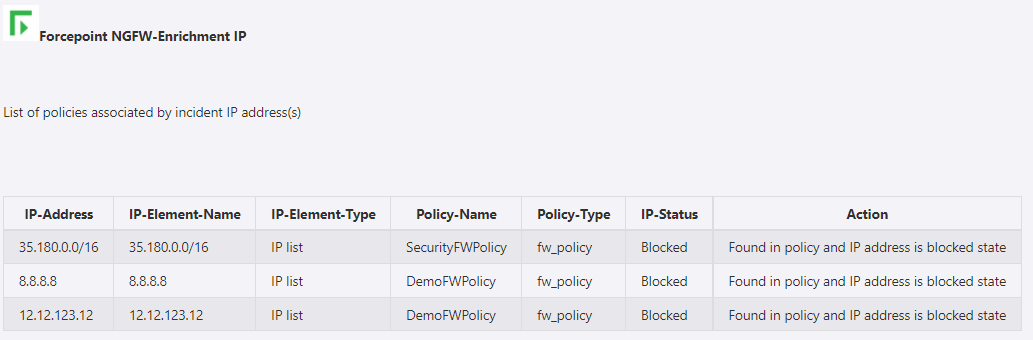 Forcepoint NGFW-Enrichment IP
List of policies associated by incident IP address(s)
IP-Address IP-Element-Name IP-Element-Type Policy-Name Policy-Type IP-Status Action
35.180.0.0/16 35.180.0.0/16 IP list SecurityFWPolicy fw_policy Blocked Found in policy and IP address is blocked state
8.8.8.8 8.8.8.8 IP list DemoFWPolicy fw_policy Blocked Found in policy and IP address is blocked state
12.12.123.12 12.12.123.12 IP list DemoFWPolicy fw_policy Blocked Found in policy and IP address is blocked state